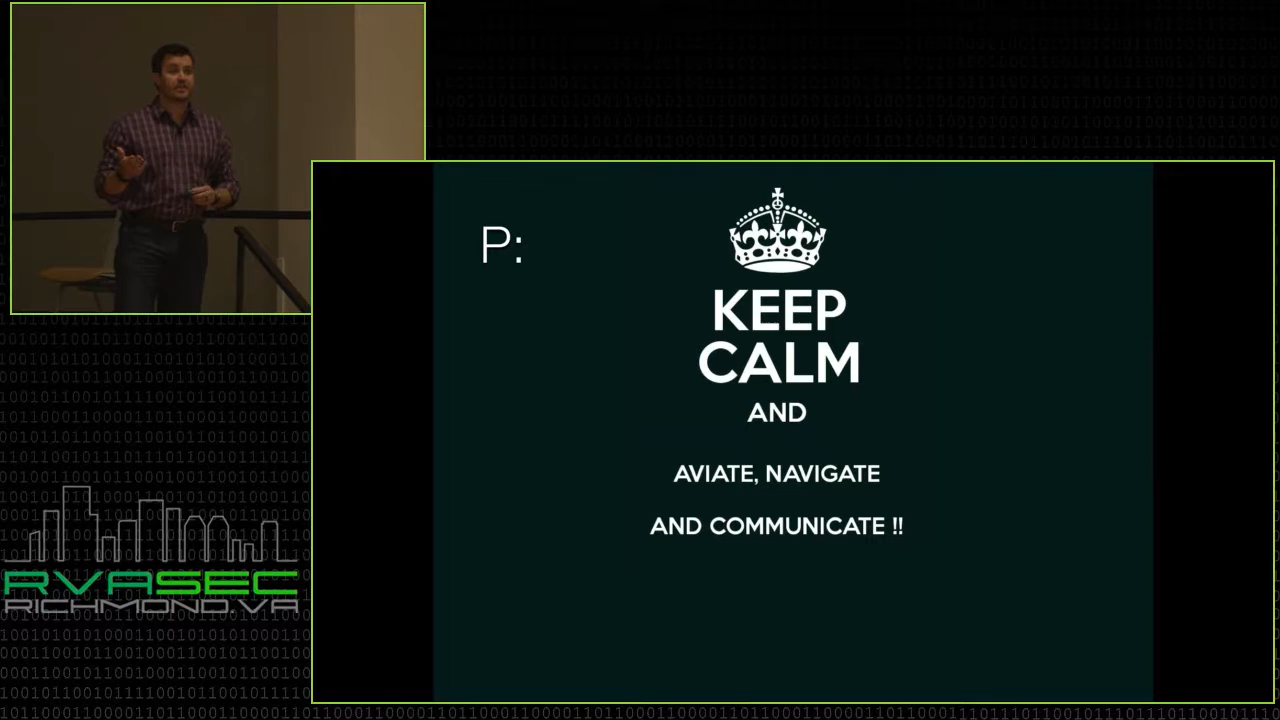 P:
KEEP
CALM
AND
AVIATE, NAVIGATE
AND COMMUNICATE !!
RVASEC
RICHMOND.VA